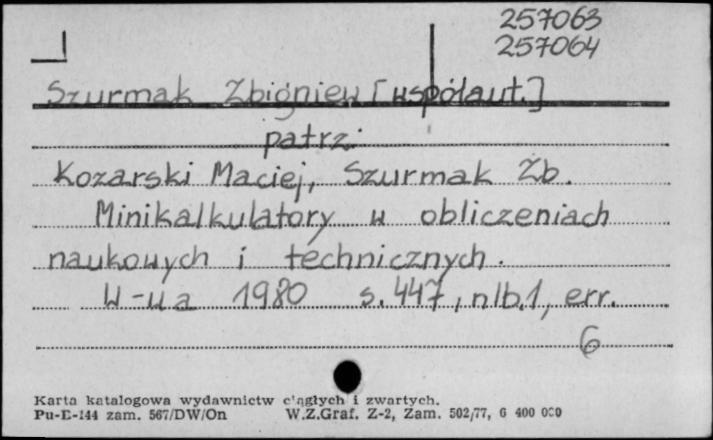 257063
257064
Szurmak Zbigniew [współaut.]
patrz:
Kozarski Maciej, Szurmak Zb.
Minikalkulatory w obliczeniach
naukowych i technicznych.
W-wa 1980 s. 447, nlb. 1, err.
6
Karta katalogowa wydawnictw ciągłych i zwartych.
Pu-E-144 zam. 567/DW/On W.Z.Graf. Z-2, Zam. 502/77, 6 400 000